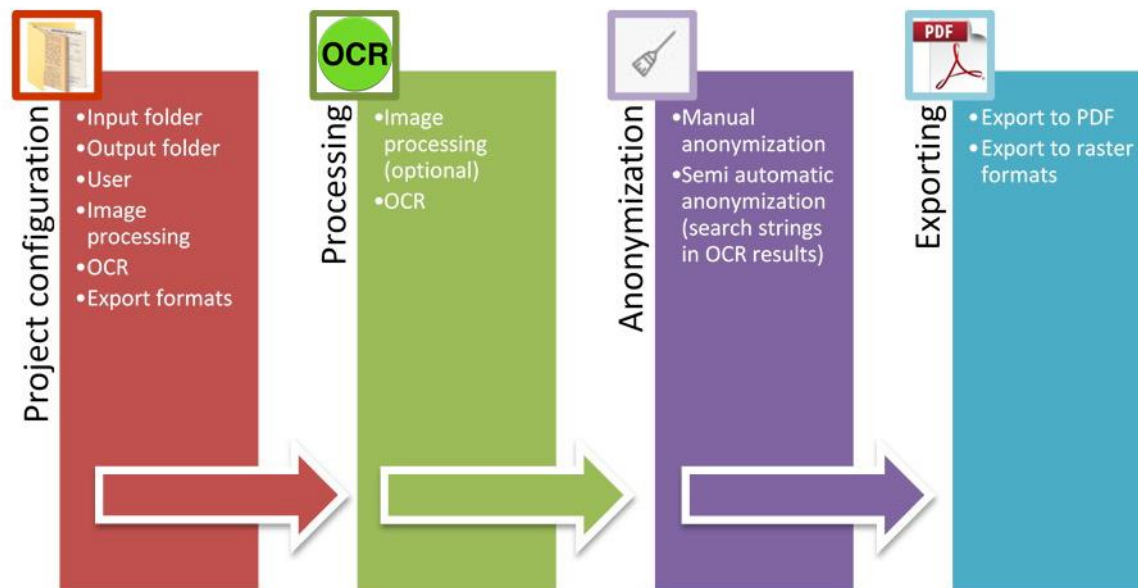 Project configuration
•Input folder
•Output folder
•User
•Image
processing
•OCR
•Export formats
OCR
Processing
•Image
processing
(optional)
•OCR
Anonymization
•Manual
anonymization
•Semi automatic
anonymization
(search strings
in OCR results)
PDF
Exporting
•Export to PDF
•Export to raster
formats